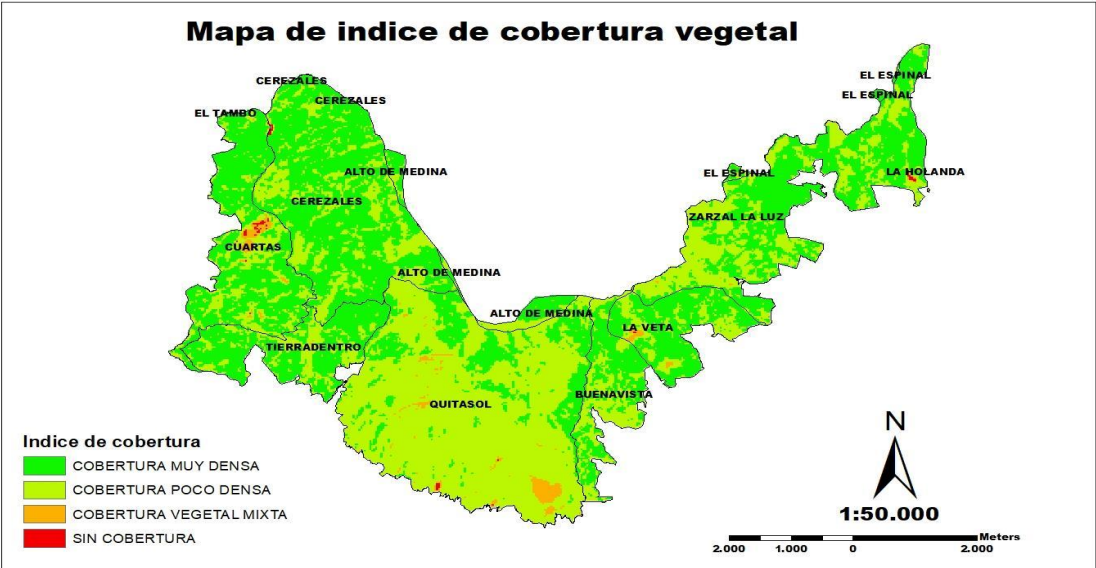 Mapa de indice de cobertura vegetal
EL ESPINAL
CEREZALES
EL ESPINAL
CEREZALES
EL TAMBO
ALTO DE MEDINA
EL ESPINAL
LA HOLANDA
CEREZALES
ZARZAL LA LUZ
CUARTAS
ALTO DE MEDINA
ALTO DE MEDINA
LA VETA
TIERRADENTRO
BUENAVISTA
QUITASOL
Indice de cobertura
COBERTURA MUY DENSA
COBERTURA POCO DENSA
COBERTURA VEGETAL MIXTA
SIN COBERTURA
N
1:50.000
Meters
2.000 1.000 0 2.000